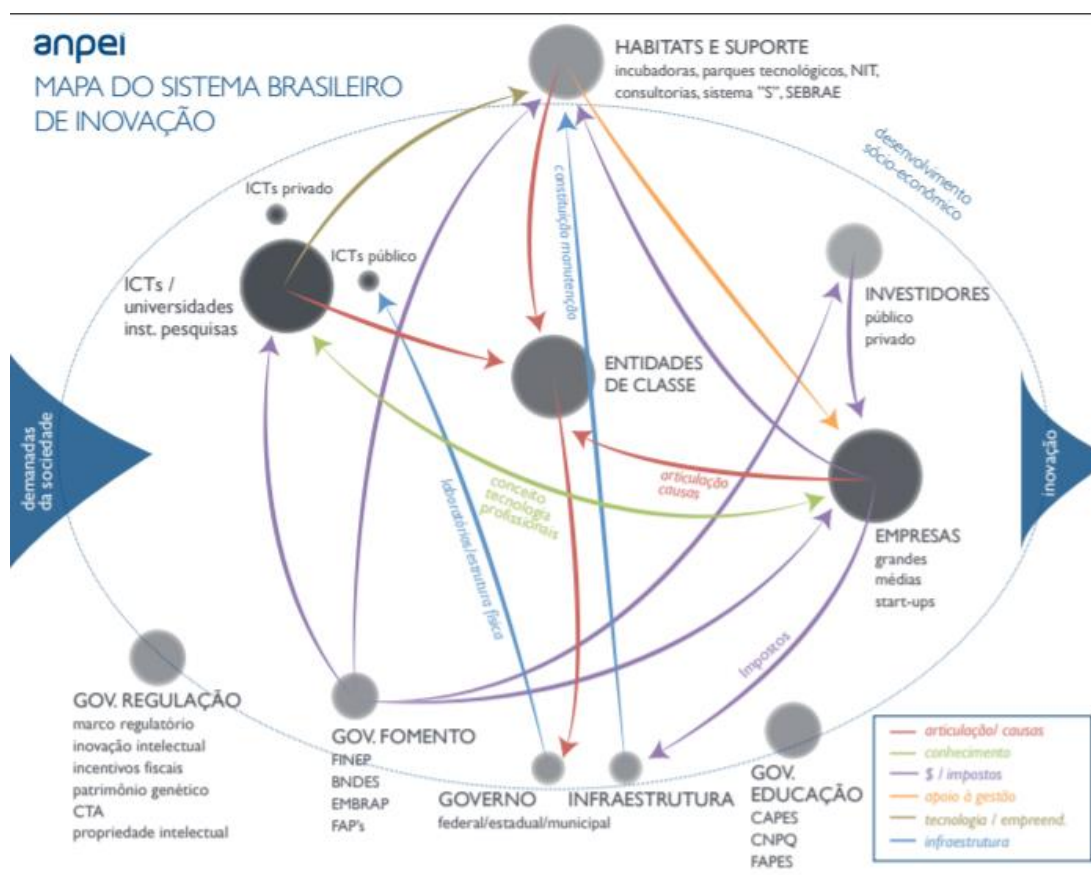 anpei
MAPA DO SISTEMA BRASILEIRO
DE INOVAÇÃO
HABITATS E SUPORTE
incubadoras, parques tecnológicos, NIT,
consultorias, sistema "S", SEBRAE
desenvolvimento
sócio-econômico
ICTs privado
ICTs público
ICTs /
universidades
inst. pesquisas
constituição manutenção
INVESTIDORES
público
privado
ENTIDADES
DE CLASSE
demanadas
da sociedade
inovação
conceito
tecnologia
profissionais
articulação
causas
laboratórios/estrutura física
EMPRESAS
grandes
médias
start-ups
Impostos
GOV. REGULAÇÃO
marco regulatório
inovação intelectual
incentivos fiscais
patrimônio genético
CTA
propriedade intelectual
GOV. FOMENTO
FINEP
BNDES
EMBRAP
FAP's
GOVERNO
federal/estadual/municipal
INFRAESTRUTURA
GOV.
EDUCAÇÃO
CAPES
CNPQ
FAPES
articulação/ causas
conhecimento
$ / impostos
apoio à gestão
tecnologia / empreend.
infraestrutura